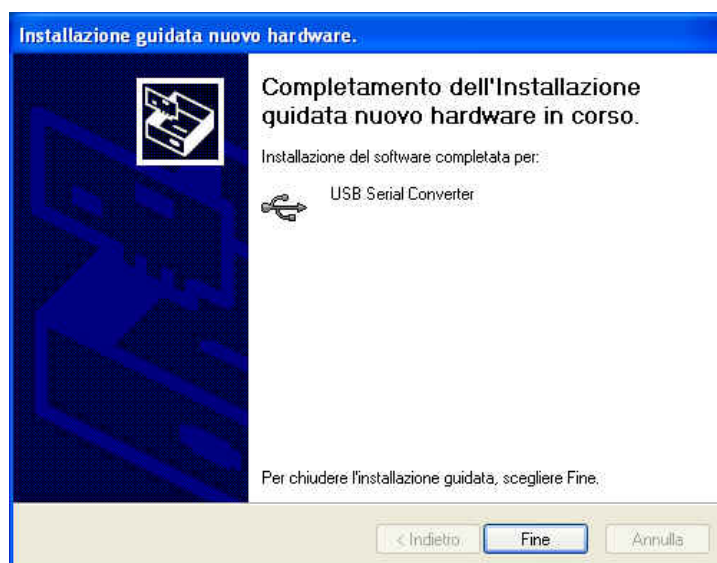 Installazione guidata nuovo hardware.
Completamento dell'Installazione
guidata nuovo hardware in corso.
Installazione del software completata per:
USB Serial Converter
Per chiudere l'installazione guidata, scegliere Fine.
< Indietro
Fine
Annulla